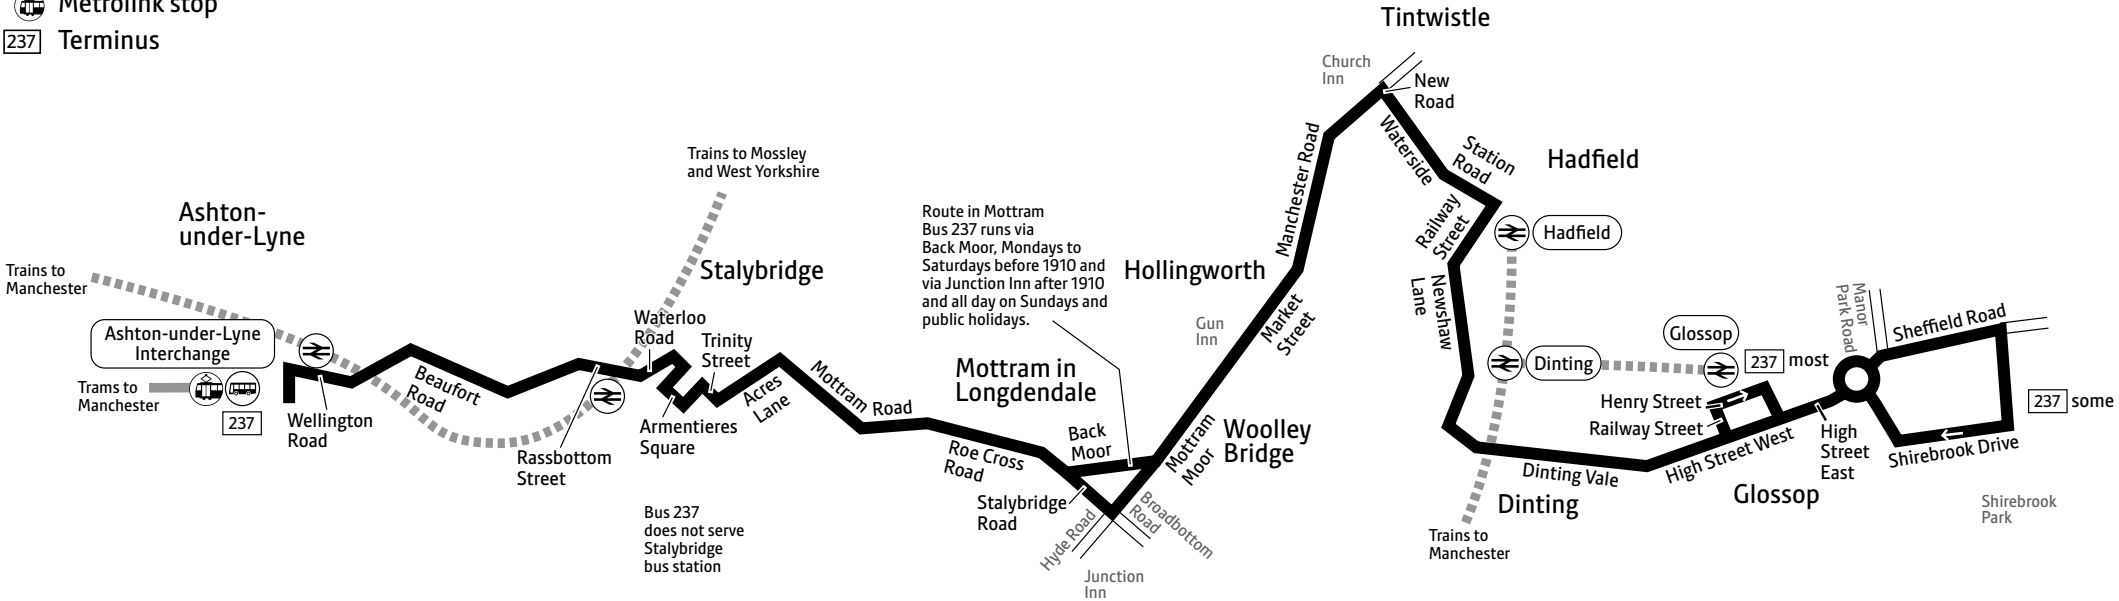 Metrolink stop
237 Terminus
Tintwistle
Church
Inn
New
Road
Manchester Road
Waterside
Station
Road
Hadfield
Trains to Mossley
and West Yorkshire
Railway
Street
Hadfield
Route in Mottram
Bus 237 runs via
Back Moor, Mondays to
Saturdays before 1910 and
via Junction Inn after 1910
and all day on Sundays and
public holidays.
Ashton-
under-Lyne
Trains to
Manchester
Stalybridge
Hollingworth
Newshaw
Lane
Manor
Park Road
Sheffield Road
Ashton-under-Lyne
Interchange
Waterloo
Road
Trinity
Street
Gun
Inn
Market
Street
Glossop
Dinting
237 most
Trams to
Manchester
237
Wellington
Road
Beaufort
Road
Acres
Lane
Mottram Road
Mottram in
Longdendale
Henry Street
Railway Street
237 some
Armentieres
Square
Rassbottom
Street
Back
Moor
Roe Cross
Road
Mottram
Moor
Woolley
Bridge
High Street West
High
Street
East
Shirebrook Drive
Dinting Vale
Dinting
Glossop
Shirebrook
Park
Stalybridge
Road
Hyde Road
Broadbottom
Road
Junction
Inn
Bus 237
does not serve
Stalybridge
bus station
Trains to
Manchester